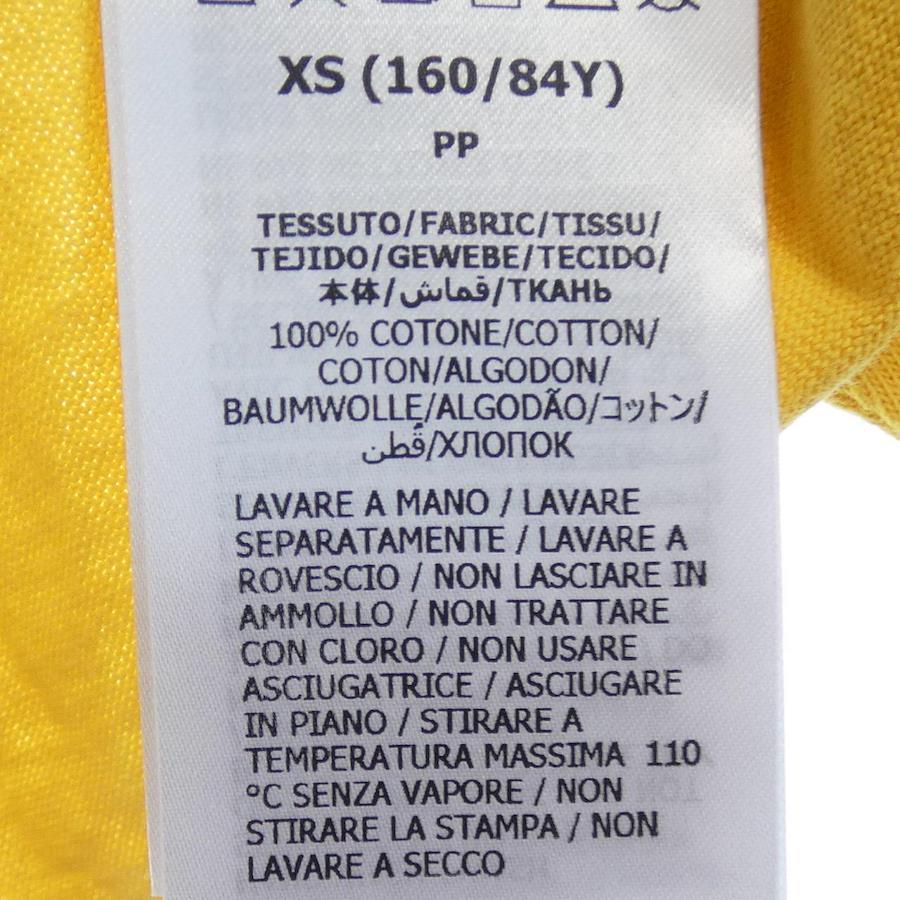 XS (160/84Y)
PP
TESSUTO/FABRIC/TISSU/
TEJIDO/GEWEBE/TECIDO/
本体/قماش/ТКАНЬ
100% COTONE/COTTON/
COTON/ALGODON/
BAUMWOLLE/ALGODÃO/コットン/
قُطن/ХЛОПОК
LAVARE A MANO / LAVARE
SEPARATAMENTE / LAVARE A
ROVESCIO / NON LASCIARE IN
AMMOLLO / NON TRATTARE
CON CLORO / NON USARE
ASCIUGATRICE / ASCIUGARE
IN PIANO / STIRARE A
TEMPERATURA MASSIMA 110
°C SENZA VAPORE / NON
STIRARE LA STAMPA / NON
LAVARE A SECCO